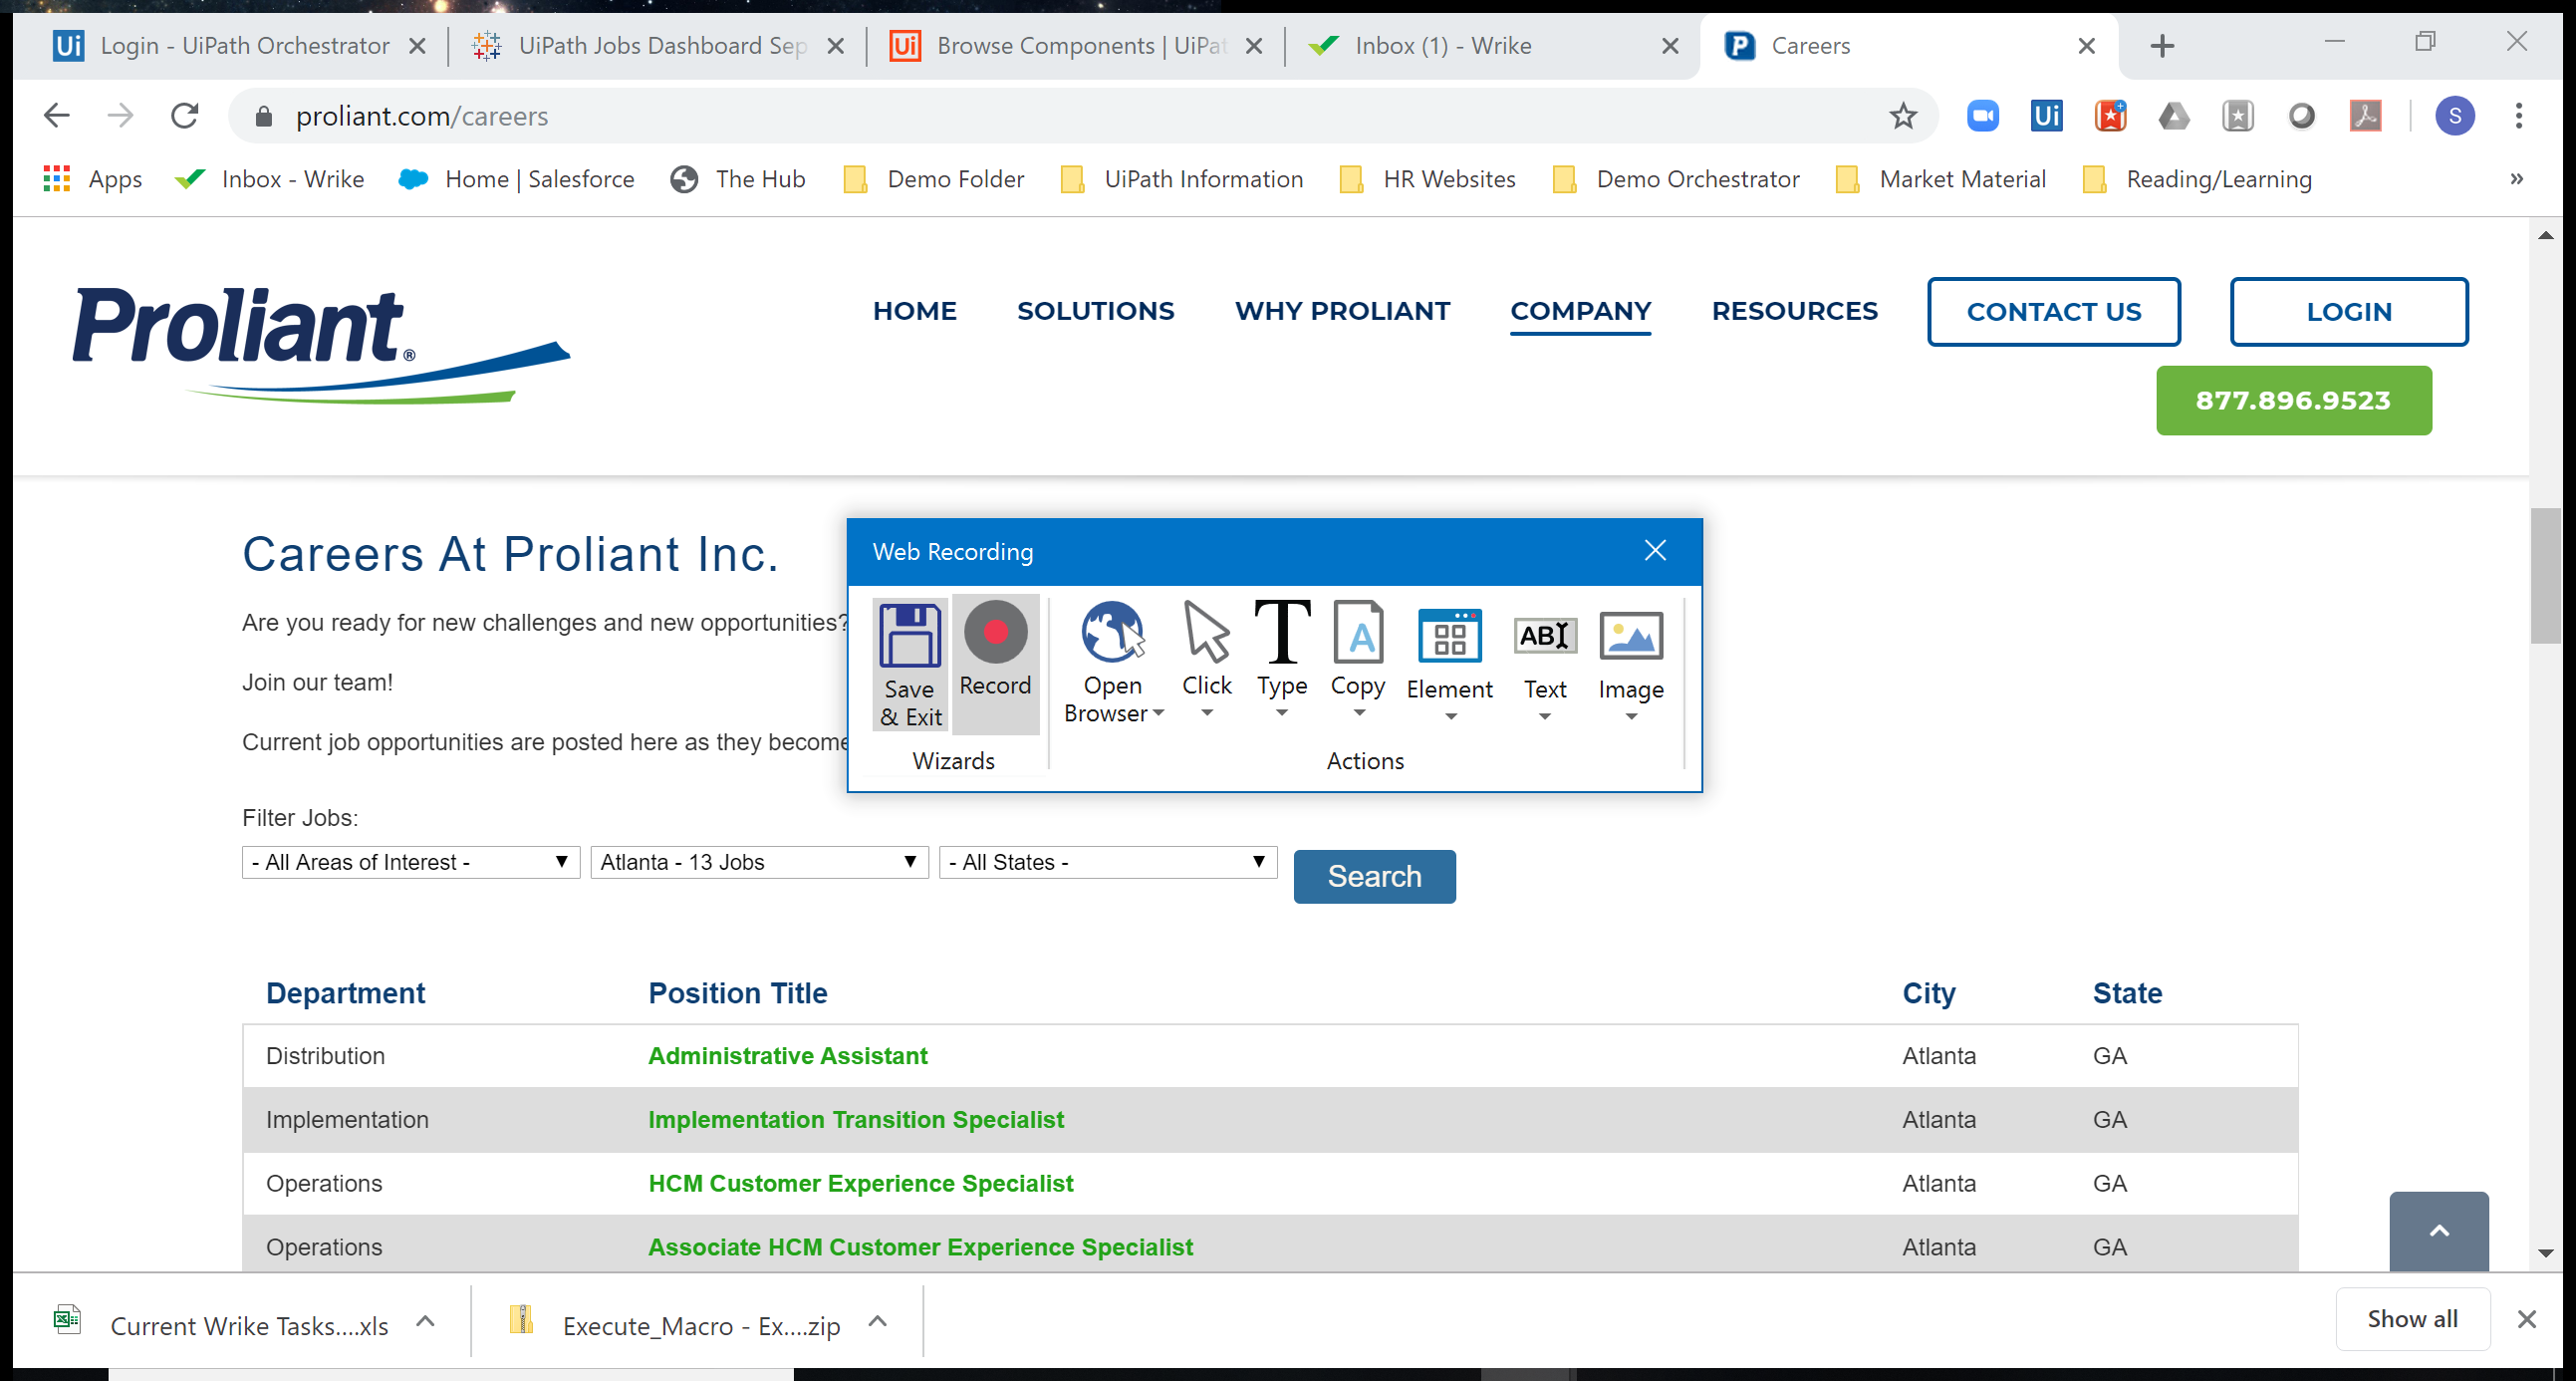 Login - UiPath Orchestrator
UiPath Jobs Dashboard Sep
Browse Components | UiPat
Inbox (1) - Wrike
Careers
proliant.com/careers
S
Apps
Inbox - Wrike
Home | Salesforce
The Hub
Demo Folder
UiPath Information
HR Websites
Demo Orchestrator
Market Material
Reading/Learning
»
Proliant®
HOME
SOLUTIONS
WHY PROLIANT
COMPANY
RESOURCES
CONTACT US
LOGIN
877.896.9523
Careers At Proliant Inc.
Are you ready for new challenges and new opportunities?
Join our team!
Current job opportunities are posted here as they become
Web Recording
Save
& Exit
Record
Open
Browser
Click
Type
Copy
Element
Text
Image
Wizards
Actions
Filter Jobs:
- All Areas of Interest -
Atlanta - 13 Jobs
- All States -
Search
Department Position Title City State
Distribution Administrative Assistant Atlanta GA
Implementation Implementation Transition Specialist Atlanta GA
Operations HCM Customer Experience Specialist Atlanta GA
Operations Associate HCM Customer Experience Specialist Atlanta GA
Current Wrike Tasks....xls
Execute_Macro - Ex....zip
Show all